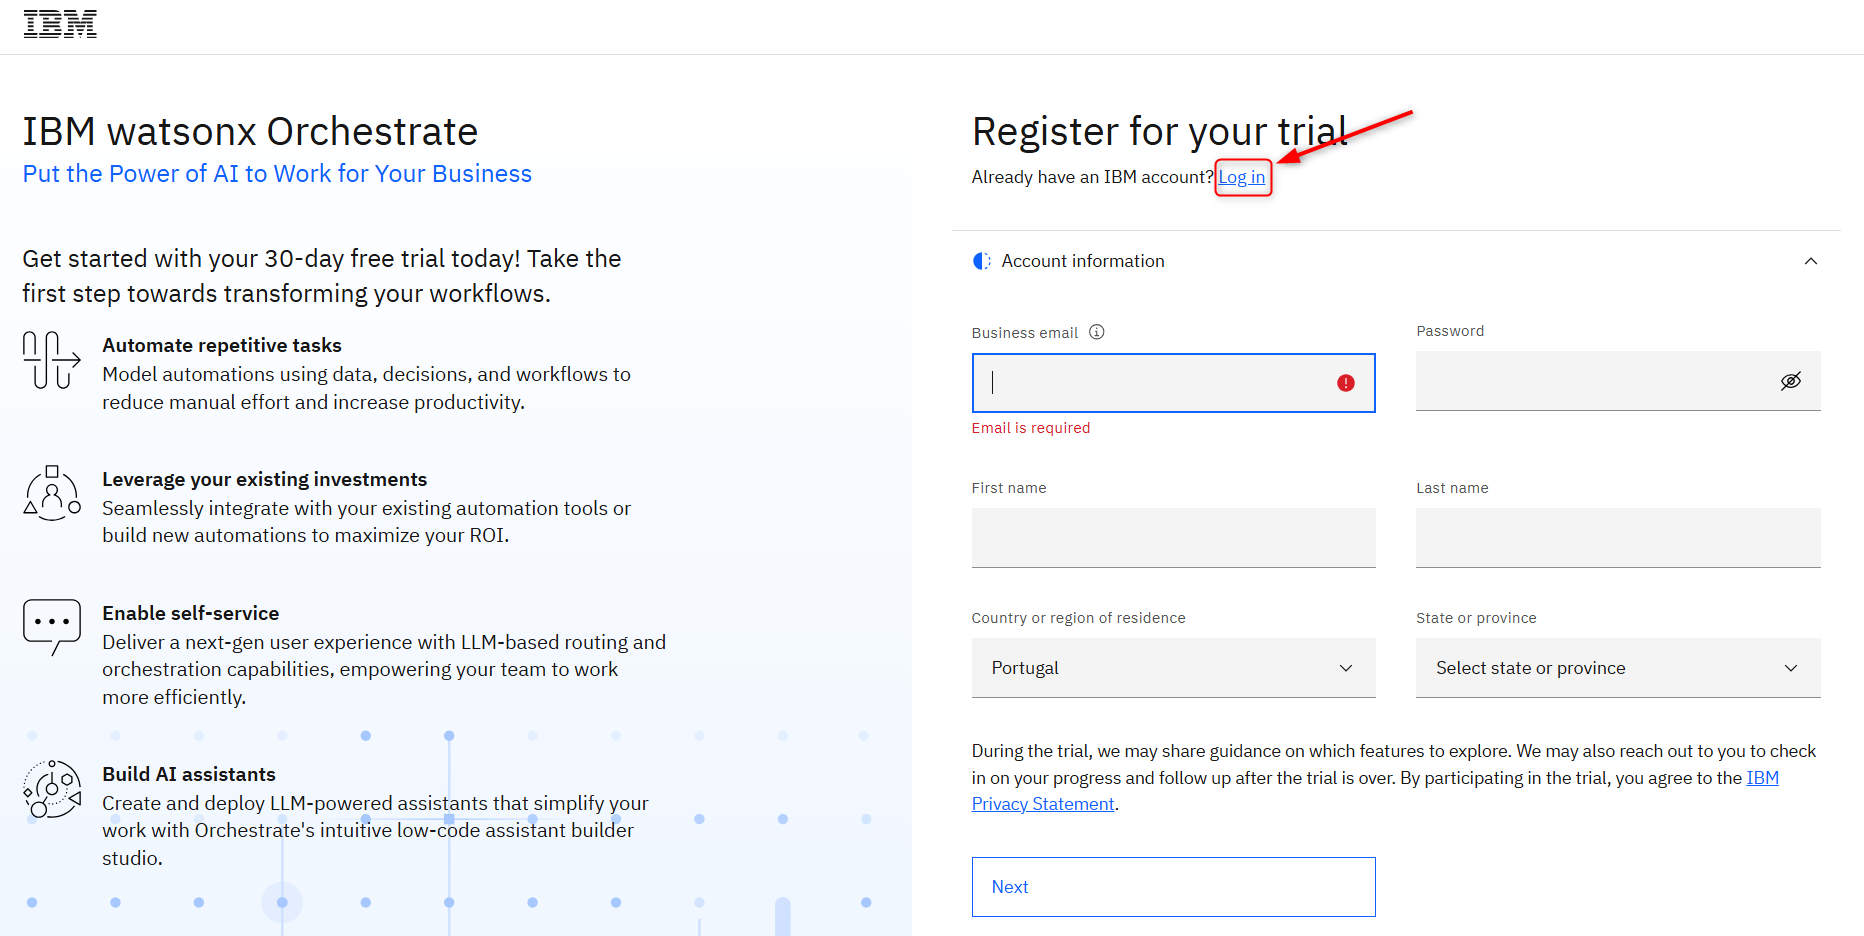 IBM
IBM watsonx Orchestrate
Put the Power of AI to Work for Your Business
Get started with your 30-day free trial today! Take the
first step towards transforming your workflows.
Automate repetitive tasks
Model automations using data, decisions, and workflows to
reduce manual effort and increase productivity.
Leverage your existing investments
Seamlessly integrate with your existing automation tools or
build new automations to maximize your ROI.
Enable self-service
Deliver a next-gen user experience with LLM-based routing and
orchestration capabilities, empowering your team to work
more efficiently.
Build AI assistants
Create and deploy LLM-powered assistants that simplify your
work with Orchestrate's intuitive low-code assistant builder
studio.
Register for your trial
Already have an IBM account? Log in
Account information
Business email
Password
Email is required
First name
Last name
Country or region of residence
State or province
Portugal
Select state or province
During the trial, we may share guidance on which features to explore. We may also reach out to you to check
in on your progress and follow up after the trial is over. By participating in the trial, you agree to the IBM
Privacy Statement.
Next